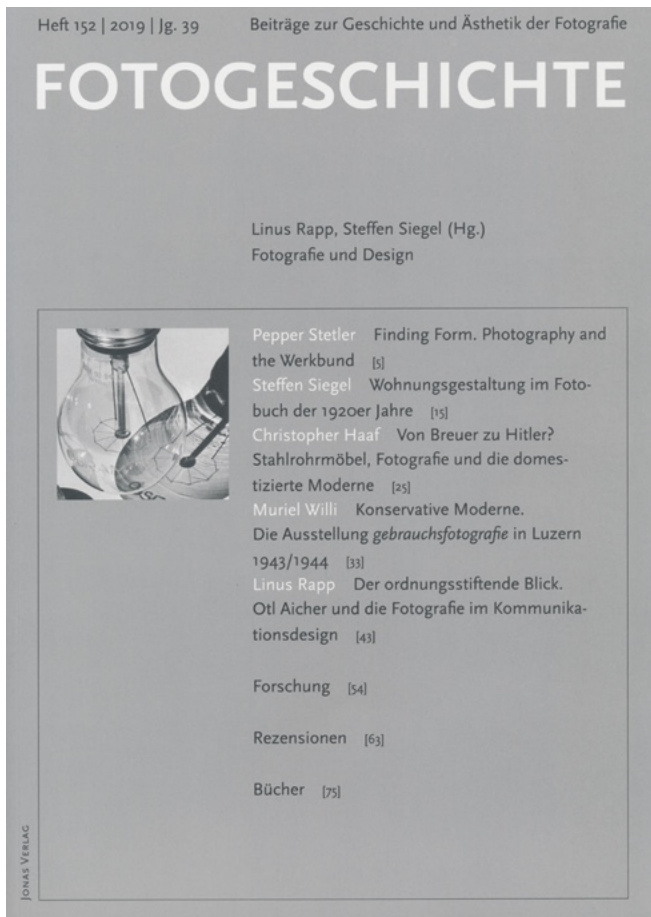 Heft 152 | 2019 | Jg. 39 Beiträge zur Geschichte und Ästhetik der Fotografie
FOTOGESCHICHTE
Linus Rapp, Steffen Siegel (Hg.)
Fotografie und Design
Pepper Stetler Finding Form. Photography and
the Werkbund [5]
Steffen Siegel Wohnungsgestaltung im Foto-
buch der 1920er Jahre [15]
Christopher Haaf Von Breuer zu Hitler?
Stahlrohrmöbel, Fotografie und die domes-
tizierte Moderne [25]
Muriel Willi Konservative Moderne.
Die Ausstellung gebrauchsfotografie in Luzern
1943/1944 [33]
Linus Rapp Der ordnungsstiftende Blick.
Otl Aicher und die Fotografie im Kommunika-
tionsdesign [43]
Forschung [54]
Rezensionen [63]
Bücher [75]
JONAS VERLAG